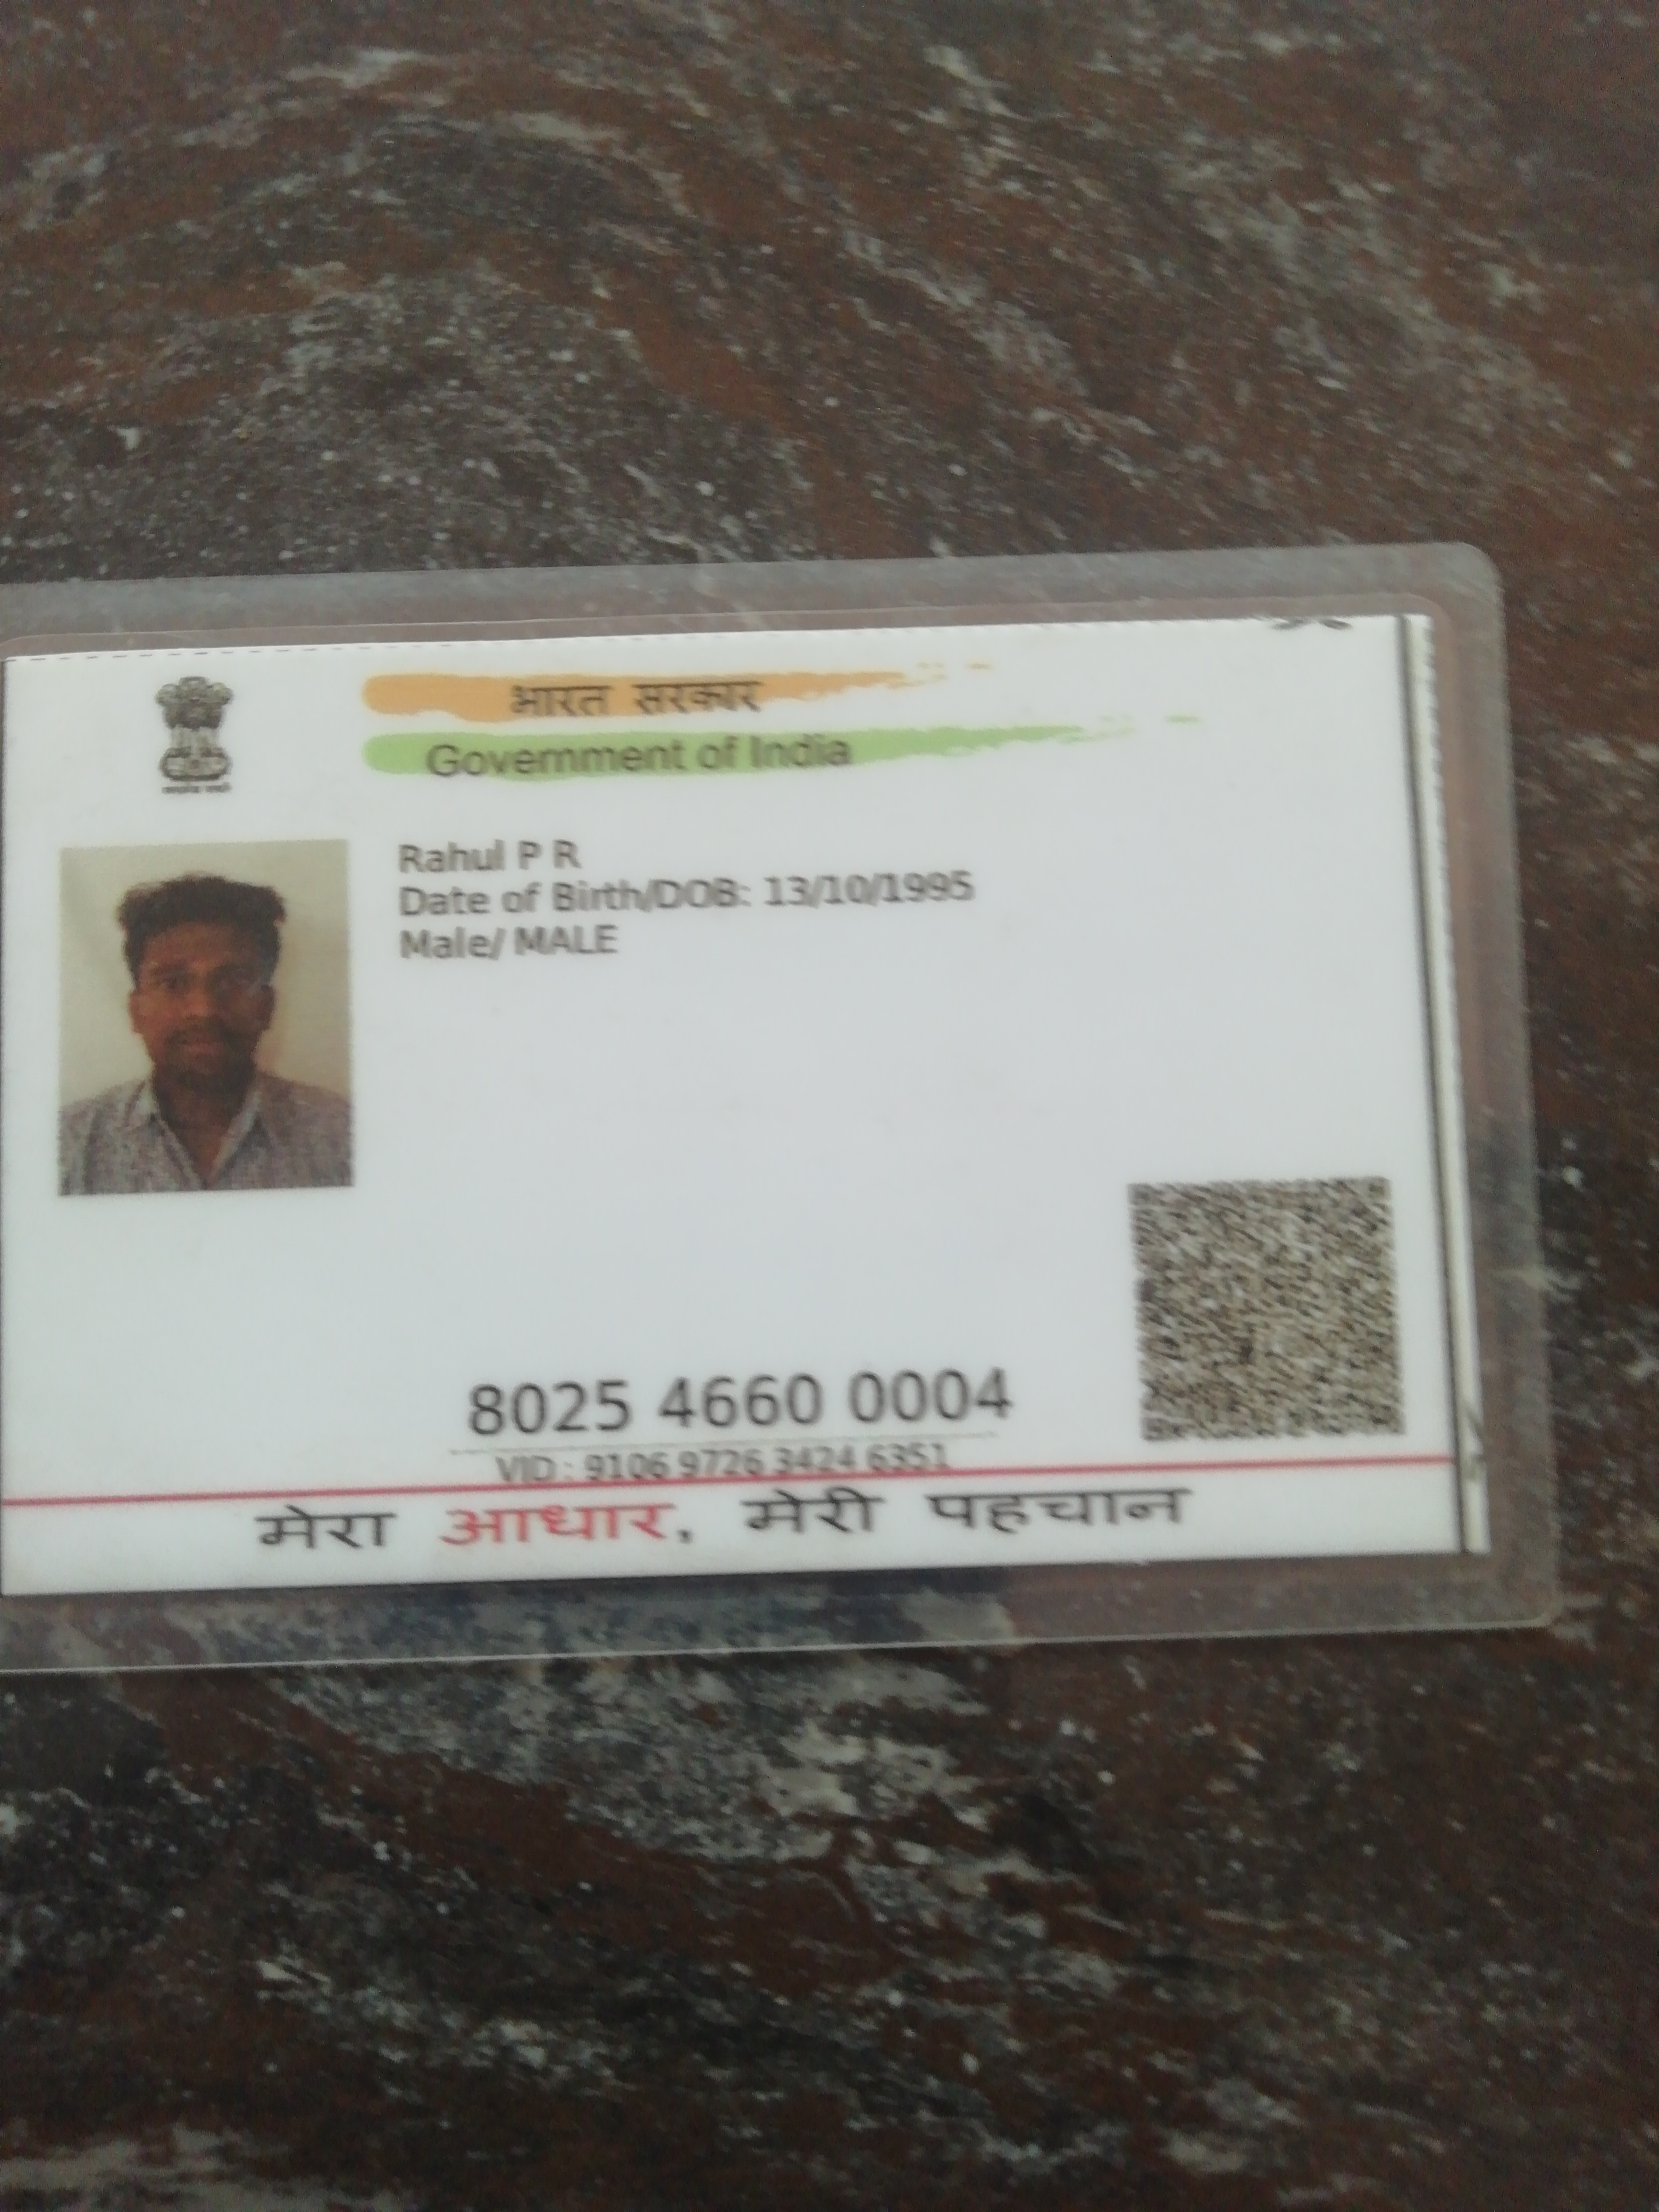 भारत सरकार
Government of India
Rahul P R
Date of Birth/DOB: 13/10/1995
Male/ MALE
8025 4660 0004
VID : 9106 9726 3424 6351
मेरा आधार, मेरी पहचान